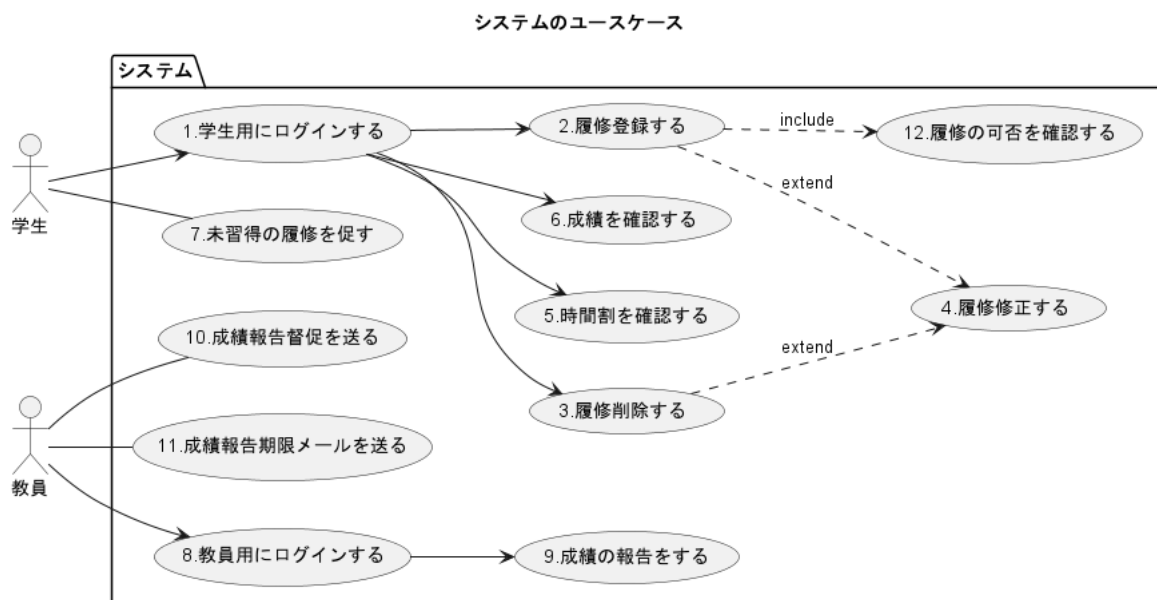 システムのユースケース
システム
1.学生用にログインする
2.履修登録する
include
12.履修の可否を確認する
extend
学生
7.未習得の履修を促す
6.成績を確認する
5.時間割を確認する
4.履修修正する
10.成績報告督促を送る
extend
3.履修削除する
11.成績報告期限メールを送る
教員
8.教員用にログインする
9.成績の報告をする